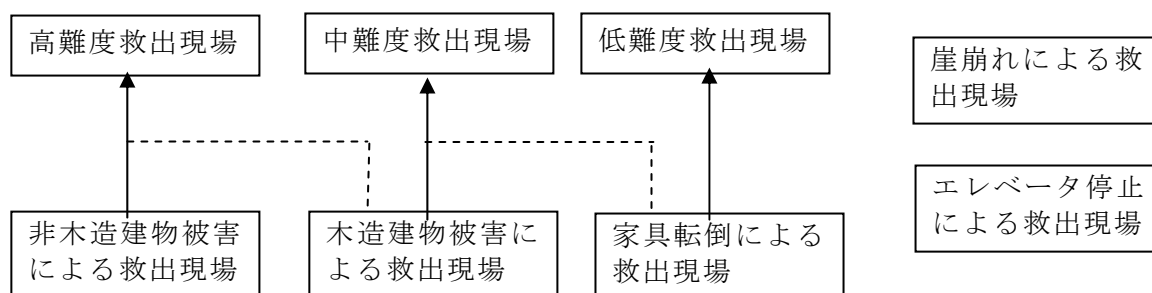 高難度救出現場
中難度救出現場
低難度救出現場
崖崩れによる救
出現場
エレベータ停止
による救出現場
非木造建物被害
による救出現場
木造建物被害に
よる救出現場
家具転倒による
救出現場